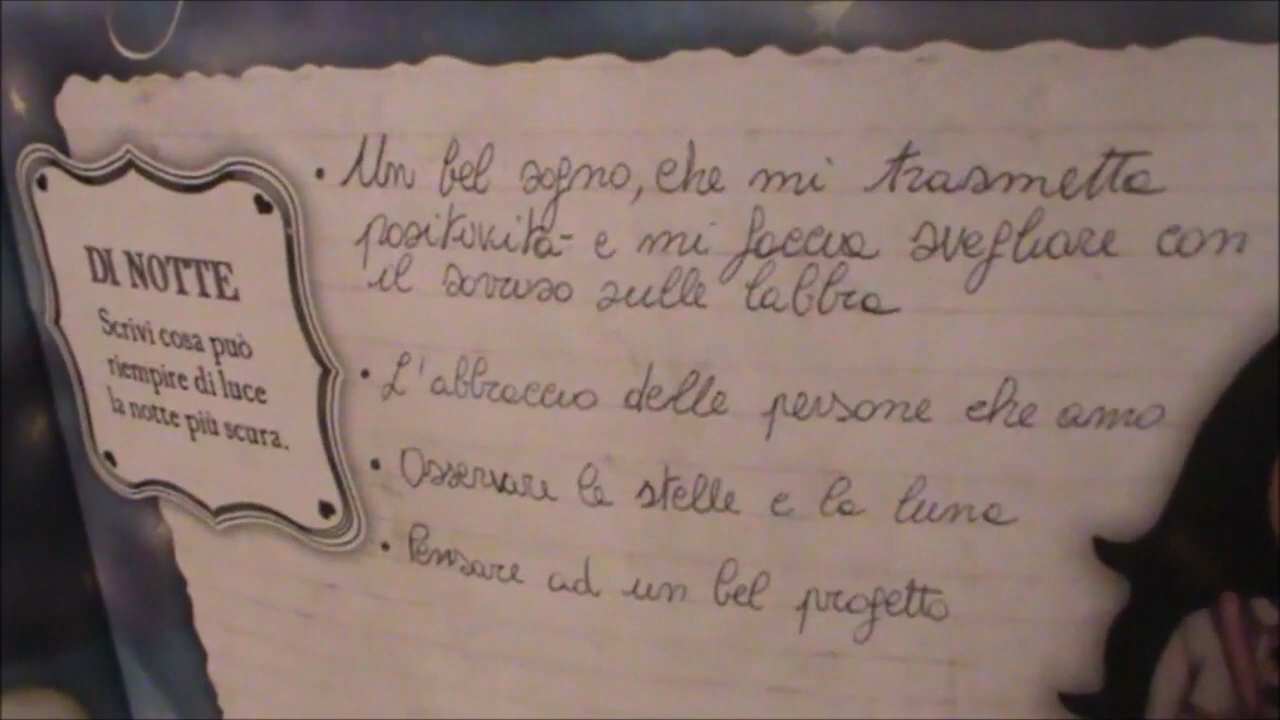 DI NOTTE
Scrivi cosa può
riempire di luce
la notte più scura.
• Un bel sogno, che mi trasmetta
positività e mi faccia svegliare con
il sorriso sulle labbra
• L'abbraccio delle persone che amo
• Osservare le stelle e la luna
• Pensare ad un bel progetto